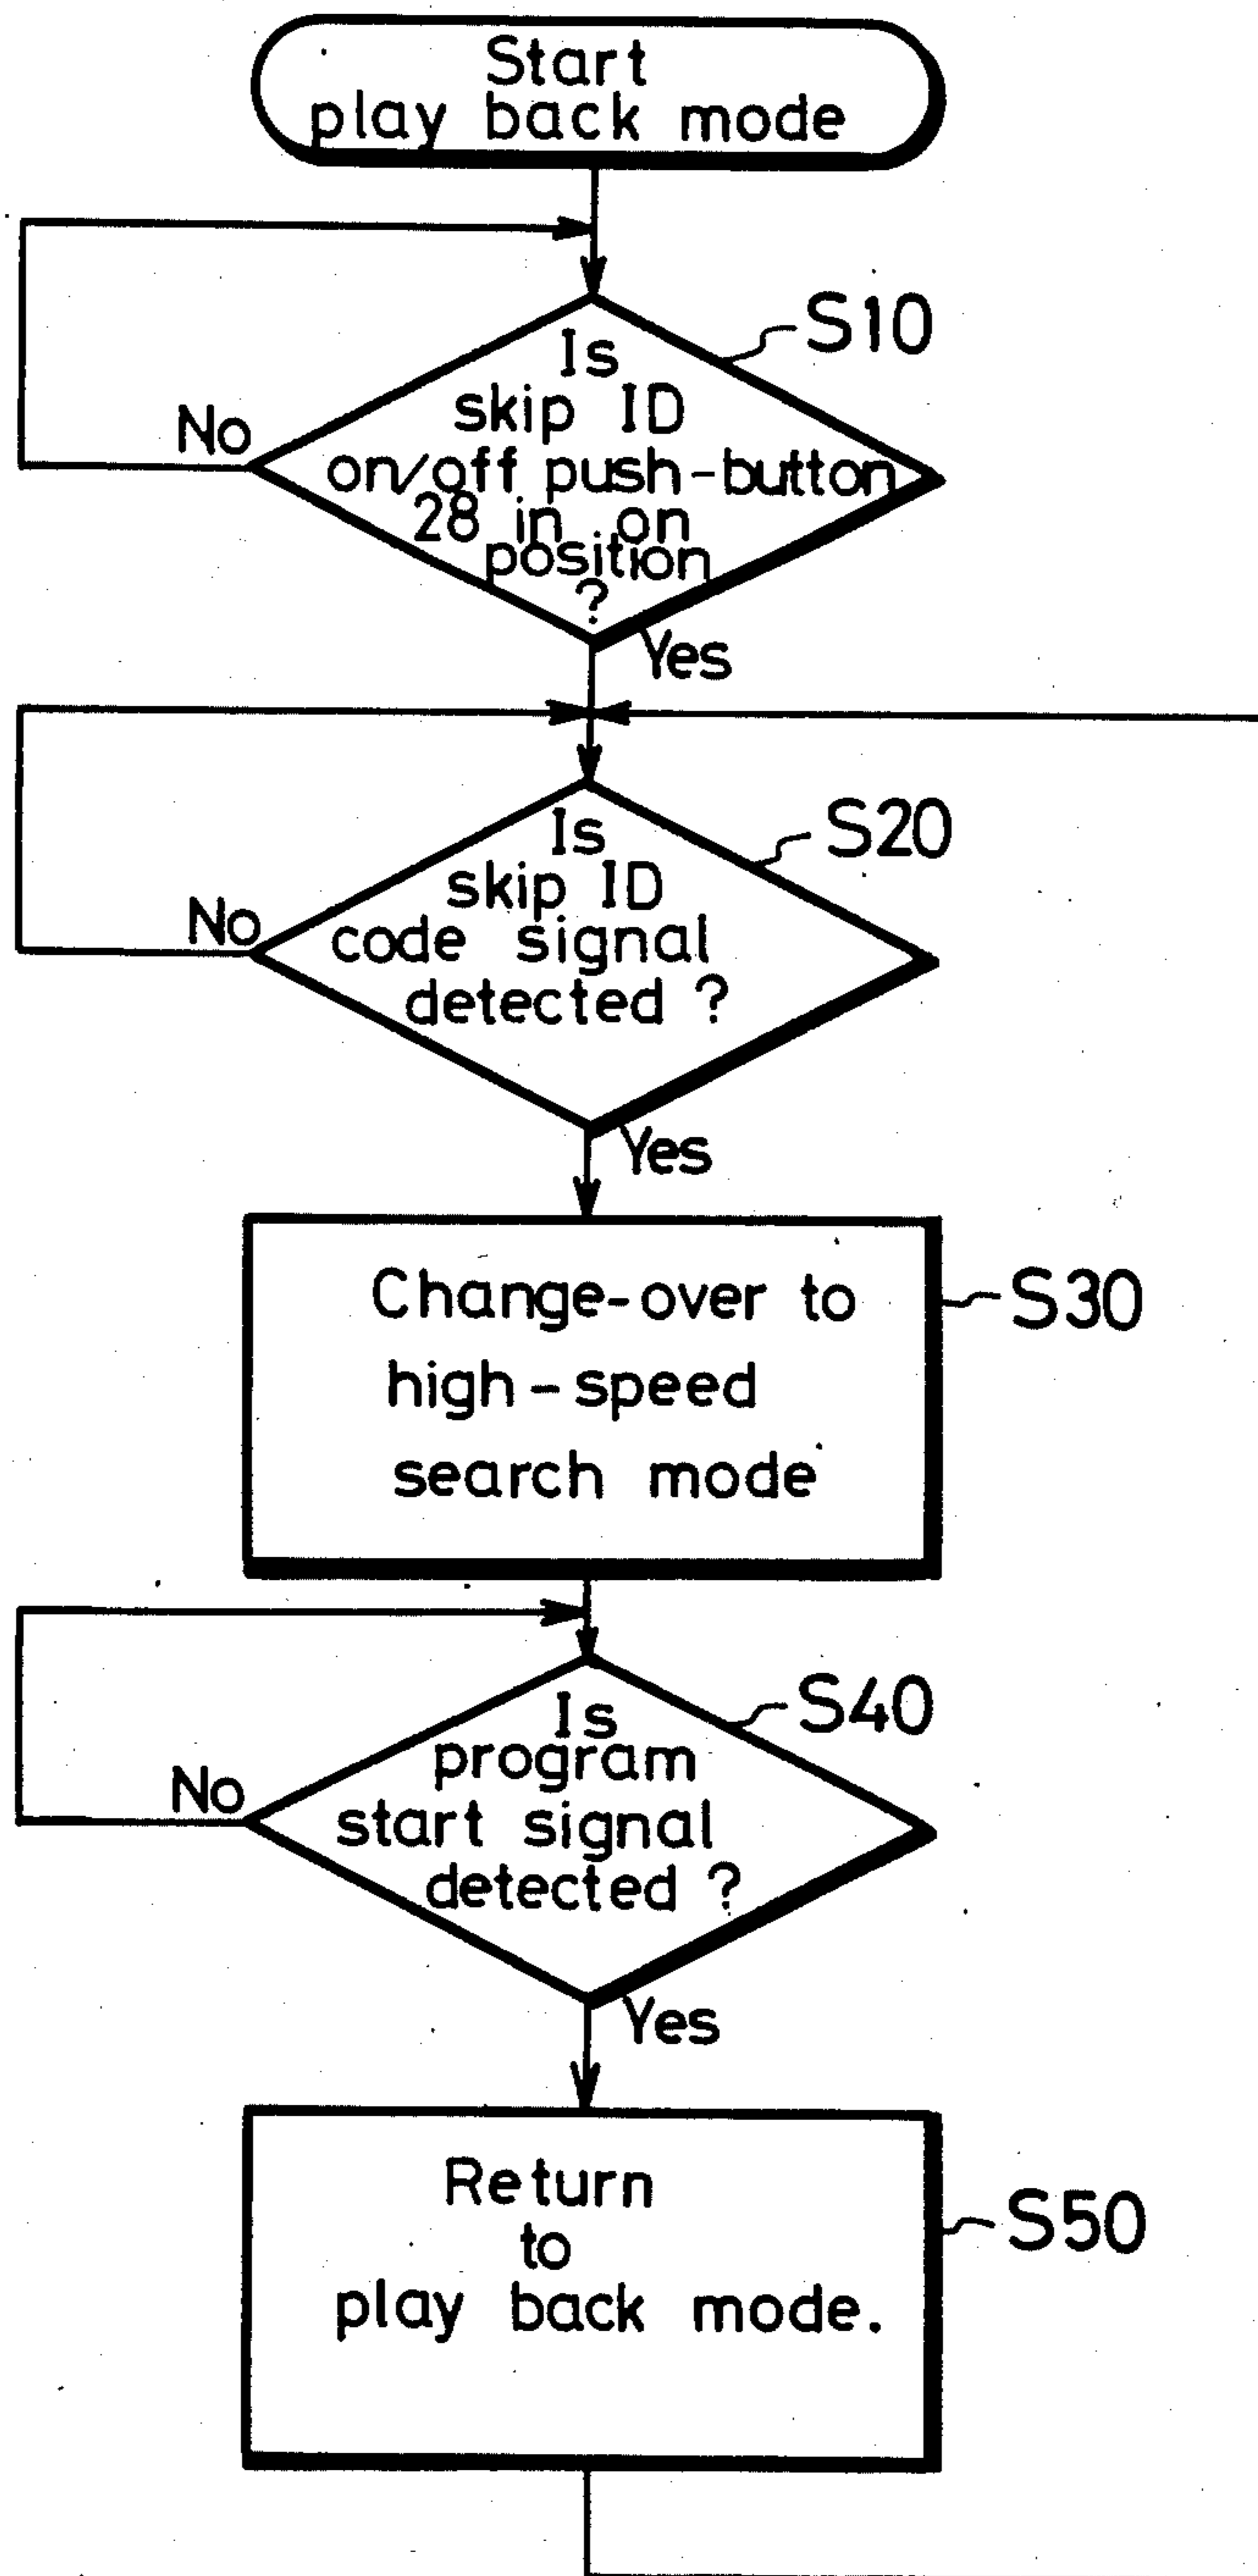 Start
play back mode
S10
Is
skip ID
on/off push-button
28 in on
position
?
No
Yes
S20
Is
skip ID
code signal
detected ?
No
Yes
Change-over to
high-speed
search mode
S30
S40
Is
program
start signal
detected ?
No
Yes
Return
to
play back mode.
S50